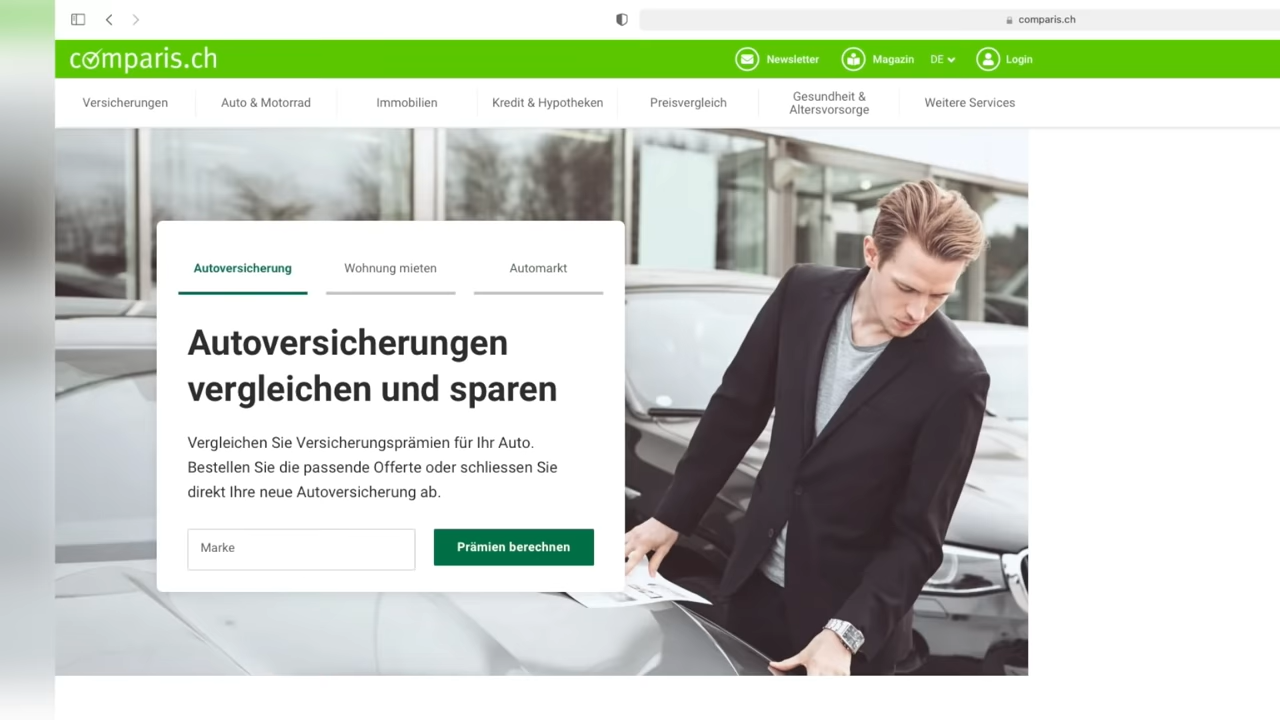 comparis.ch
comparis.ch
Newsletter
Magazin
DE
Login
Versicherungen
Auto & Motorrad
Immobilien
Kredit & Hypotheken
Preisvergleich
Gesundheit &
Altersvorsorge
Weitere Services
Autoversicherung
Wohnung mieten
Automarkt
Autoversicherungen
vergleichen und sparen
Vergleichen Sie Versicherungsprämien für Ihr Auto.
Bestellen Sie die passende Offerte oder schliessen Sie
direkt Ihre neue Autoversicherung ab.
Marke
Prämien berechnen